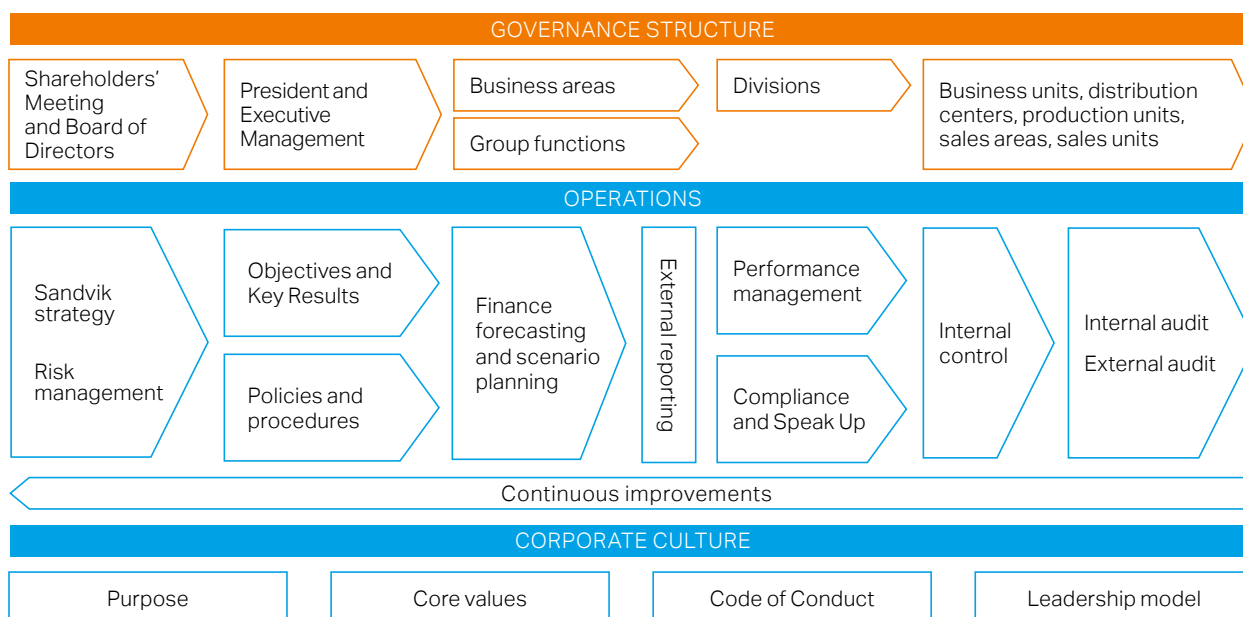 GOVERNANCE STRUCTURE
Shareholders’
Meeting
and Board of
Directors
President and
Executive
Management
Business areas
Group functions
Divisions
Business units, distribution
centers, production units,
sales areas, sales units
OPERATIONS
Sandvik
strategy
Risk
management
Objectives and
Key Results
Policies and
procedures
Finance
forecasting
and scenario
planning
External reporting
Performance
management
Compliance
and Speak Up
Internal
control
Internal audit
External audit
Continuous improvements
CORPORATE CULTURE
Purpose
Core values
Code of Conduct
Leadership model